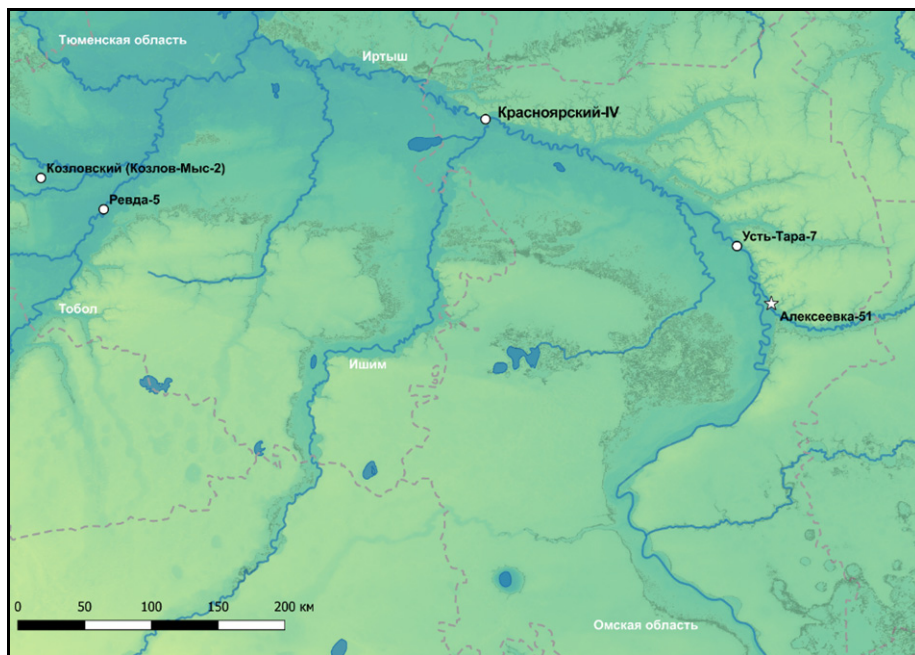 Тюменская область
Иртыш
Красноярский-IV
Козловский (Козлов-Мыс-2)
Ревда-5
Усть-Тара-7
Тобол
Алексеевка-51
Ишим
0 50 100 150 200 км
Омская область